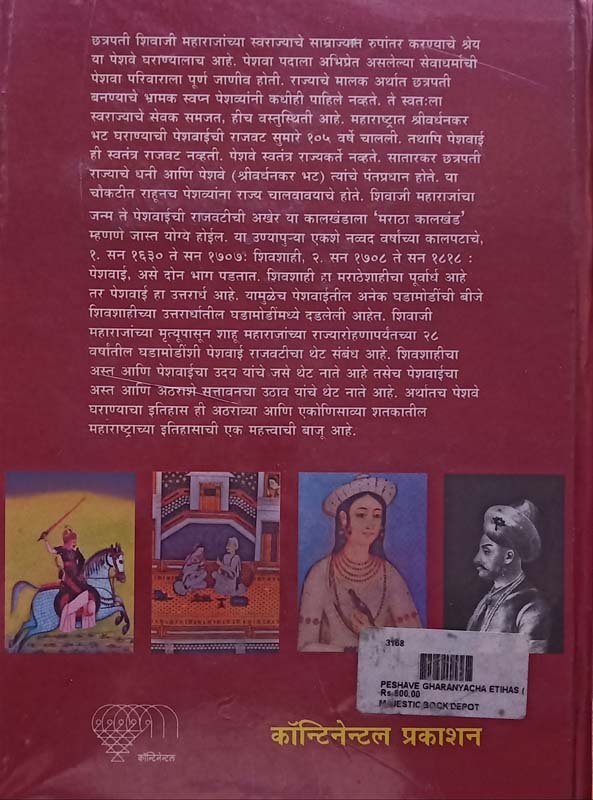 छत्रपती शिवाजी महाराजांच्या स्वराज्याचे साम्राज्यात रुपांतर करण्याचे श्रेय
या पेशवे घराण्यालाच आहे. पेशवा पदाला अभिप्रेत असलेल्या सेवाधर्माची
पेशवा परिवाराला पूर्ण जाणीव होती. राज्याचे मालक अर्थात छत्रपती
बनण्याचे भ्रामक स्वप्न पेशव्यांनी कधीही पाहिले नव्हते. ते स्वतःला
स्वराज्याचे सेवक समजत, हीच वस्तुस्थिती आहे. महाराष्ट्रात श्रीवर्धनकर
भट घराण्याची पेशवाईची राजवट सुमारे १०५ वर्षे चालली. तथापि पेशवाई
ही स्वतंत्र राजवट नव्हती. पेशवे स्वतंत्र राज्यकर्ते नव्हते. सातारकर छत्रपती
राज्याचे धनी आणि पेशवे (श्रीवर्धनकर भट) त्यांचे पंतप्रधान होते. या
चौकटीत राहूनच पेशव्यांना राज्य चालवावयाचे होते. शिवाजी महाराजांचा
जन्म ते पेशवाईची राजवटीची अखेर या कालखंडाला ‘मराठा कालखंड’
म्हणणे जास्त योग्य होईल. या उण्यापुऱ्या एकशे नव्वद वर्षाच्या कालपटाचे,
१. सन १६३० ते सन १७०७: शिवशाही, २. सन १७०८ ते सन १८१८ :
पेशवाई, असे दोन भाग पडतात. शिवशाही हा मराठेशाहीचा पूर्वार्ध आहे
तर पेशवाई हा उत्तरार्ध आहे. यामुळेच पेशवाईतील अनेक घडामोडींची बीजे
शिवशाहीच्या उत्तरार्धातील घडामोडींमध्ये दडलेली आहेत. शिवाजी
महाराजांच्या मृत्यूपासून शाहू महाराजांच्या राज्यारोहणापर्यंतच्या २८
वर्षांतील घडामोडींशी पेशवाई राजवटीचा थेट संबंध आहे. शिवशाहीचा
अस्त आणि पेशवाईचा उदय यांचे जसे थेट नाते आहे तसेच पेशवाईचा
अस्त आणि अठराशे सत्तावनचा उठाव यांचे थेट नाते आहे. अर्थातच पेशवे
घराण्याचा इतिहास ही अठराव्या आणि एकोणिसाव्या शतकातील
महाराष्ट्राच्या इतिहासाची एक महत्त्वाची बाजू आहे.
3168
PESHAVE GHARANYACHA ETIHAS (
Rs 500.00
MAJESTIC BOOK DEPOT
कॉन्टिनेन्टल
कॉन्टिनेन्टल प्रकाशन